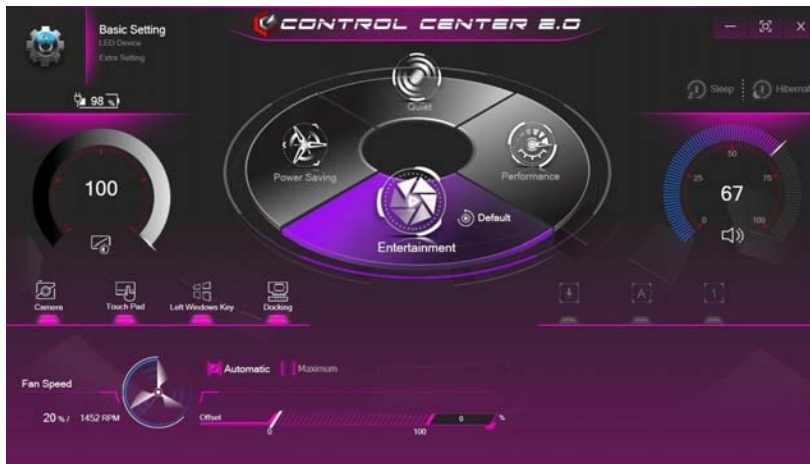 CONTROL CENTER 2.0
Basic Setting
LED Device
Extra Setting
98 %
Sleep
Hibernat
Quiet
Power Saving
Performance
Default
Entertainment
100
0
25
50
75
100
67
Camera
Touch Pad
Left Windows Key
Docking
A
1
Automatic
Maximum
Fan Speed
20 % / 1452 RPM
Offset
0
100
0
%